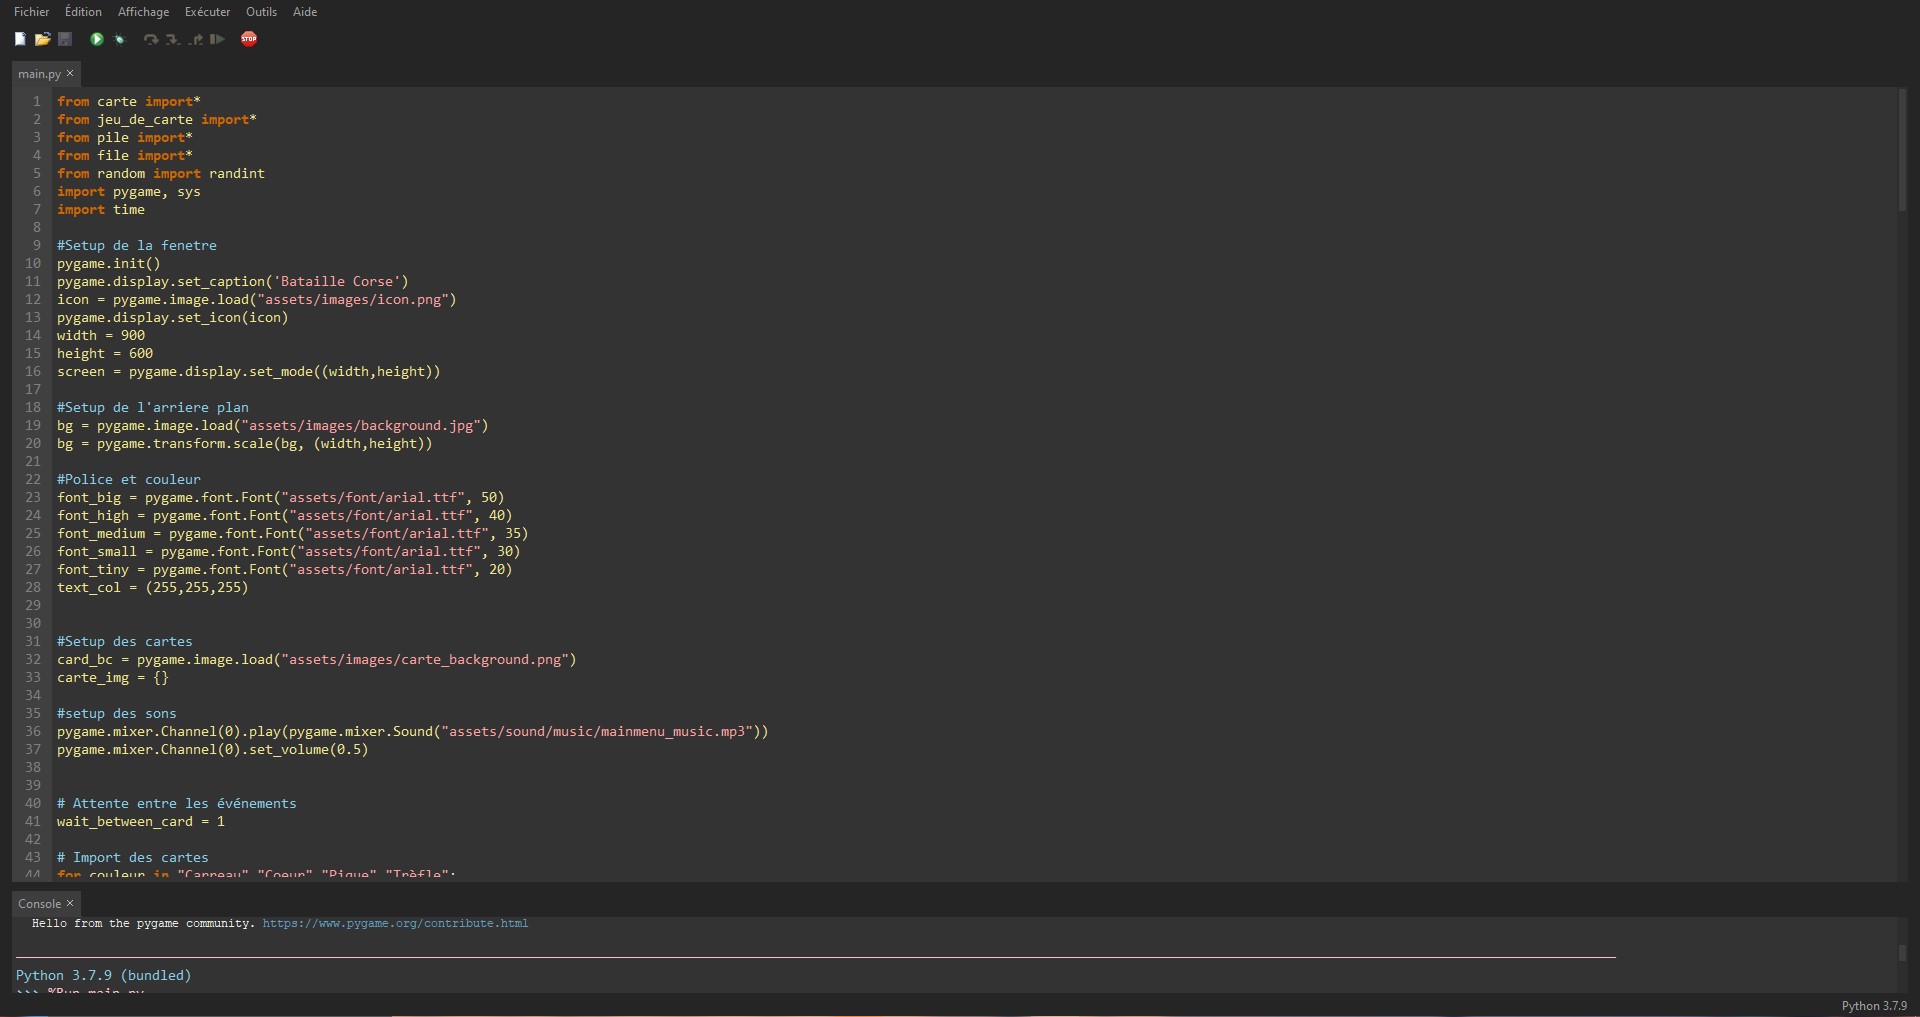 Fichier Édition Affichage Exécuter Outils Aide
STOP
main.py ×
1 from carte import*
2 from jeu_de_carte import*
3 from pile import*
4 from file import*
5 from random import randint
6 import pygame, sys
7 import time
8
9 #Setup de la fenetre
10 pygame.init()
11 pygame.display.set_caption('Bataille Corse')
12 icon = pygame.image.load("assets/images/icon.png")
13 pygame.display.set_icon(icon)
14 width = 900
15 height = 600
16 screen = pygame.display.set_mode((width,height))
17
18 #Setup de l'arriere plan
19 bg = pygame.image.load("assets/images/background.jpg")
20 bg = pygame.transform.scale(bg, (width,height))
21
22 #Police et couleur
23 font_big = pygame.font.Font("assets/font/arial.ttf", 50)
24 font_high = pygame.font.Font("assets/font/arial.ttf", 40)
25 font_medium = pygame.font.Font("assets/font/arial.ttf", 35)
26 font_small = pygame.font.Font("assets/font/arial.ttf", 30)
27 font_tiny = pygame.font.Font("assets/font/arial.ttf", 20)
28 text_col = (255,255,255)
29
30
31 #Setup des cartes
32 card_bc = pygame.image.load("assets/images/carte_background.png")
33 carte_img = {}
34
35 #setup des sons
36 pygame.mixer.Channel(0).play(pygame.mixer.Sound("assets/sound/music/mainmenu_music.mp3"))
37 pygame.mixer.Channel(0).set_volume(0.5)
38
39
40 # Attente entre les événements
41 wait_between_card = 1
42
43 # Import des cartes
44 for couleur in "Carreau" "Coeur" "Pique" "Trèfle":
Console ×
Hello from the pygame community. https://www.pygame.org/contribute.html
Python 3.7.9 (bundled)
>>> %Run main.py
Python 3.7.9